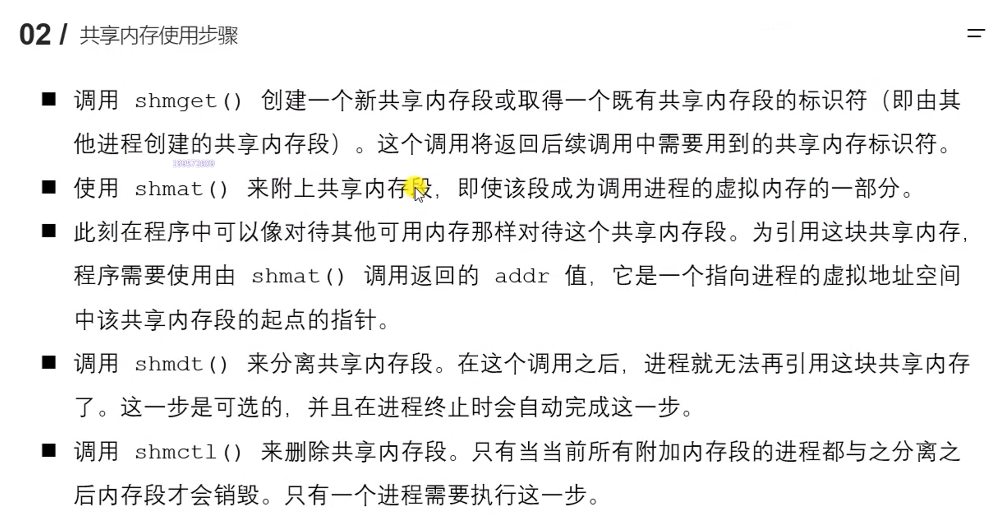 02 / 共享内存使用步骤
■ 调用 shmget() 创建一个新共享内存段或取得一个既有共享内存段的标识符（即由其
他进程创建的共享内存段）。这个调用将返回后续调用中需要用到的共享内存标识符。
199572609
■ 使用 shmat() 来附上共享内存段，即使该段成为调用进程的虚拟内存的一部分。
■ 此刻在程序中可以像对待其他可用内存那样对待这个共享内存段。为引用这块共享内存，
程序需要使用由 shmat() 调用返回的 addr 值，它是一个指向进程的虚拟地址空间
中该共享内存段的起点的指针。
■ 调用 shmdt() 来分离共享内存段。在这个调用之后，进程就无法再引用这块共享内存
了。这一步是可选的，并且在进程终止时会自动完成这一步。
■ 调用 shmctl() 来删除共享内存段。只有当当前所有附加内存段的进程都与之分离之
后内存段才会销毁。只有一个进程需要执行这一步。